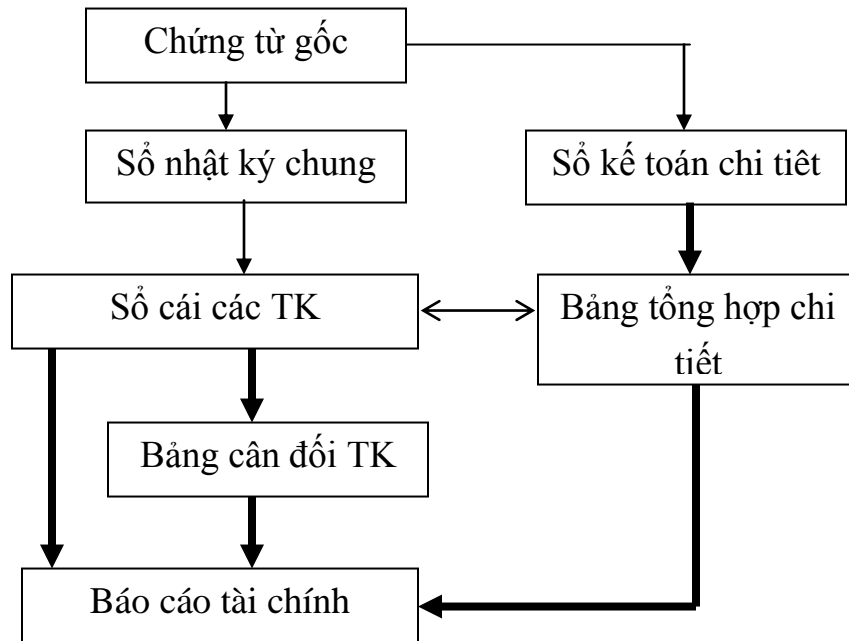 Chứng từ gốc
Sổ nhật ký chung
Sổ kế toán chi tiêt
Sổ cái các TK
Bảng tổng hợp chi
tiết
Bảng cân đối TK
Báo cáo tài chính